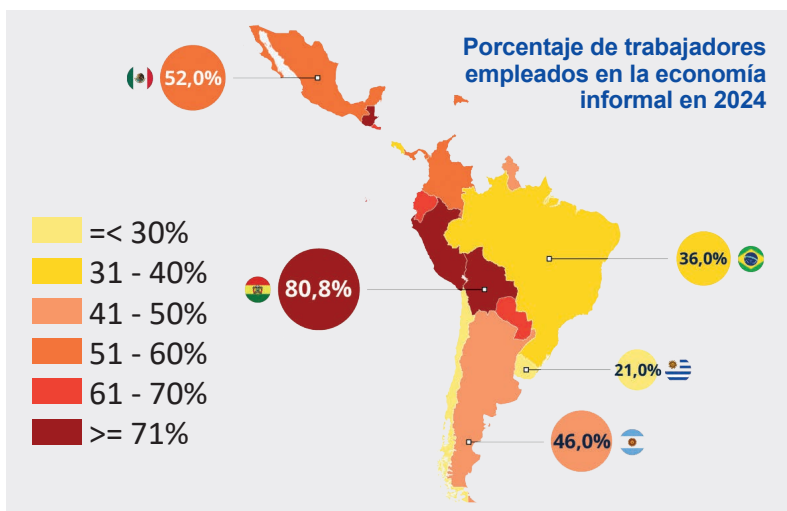 Porcentaje de trabajadores
empleados en la economía
informal en 2024
52,0%
=< 30%
31 - 40%
41 - 50%
51 - 60%
61 - 70%
>= 71%
80,8%
36,0%
21,0%
46,0%